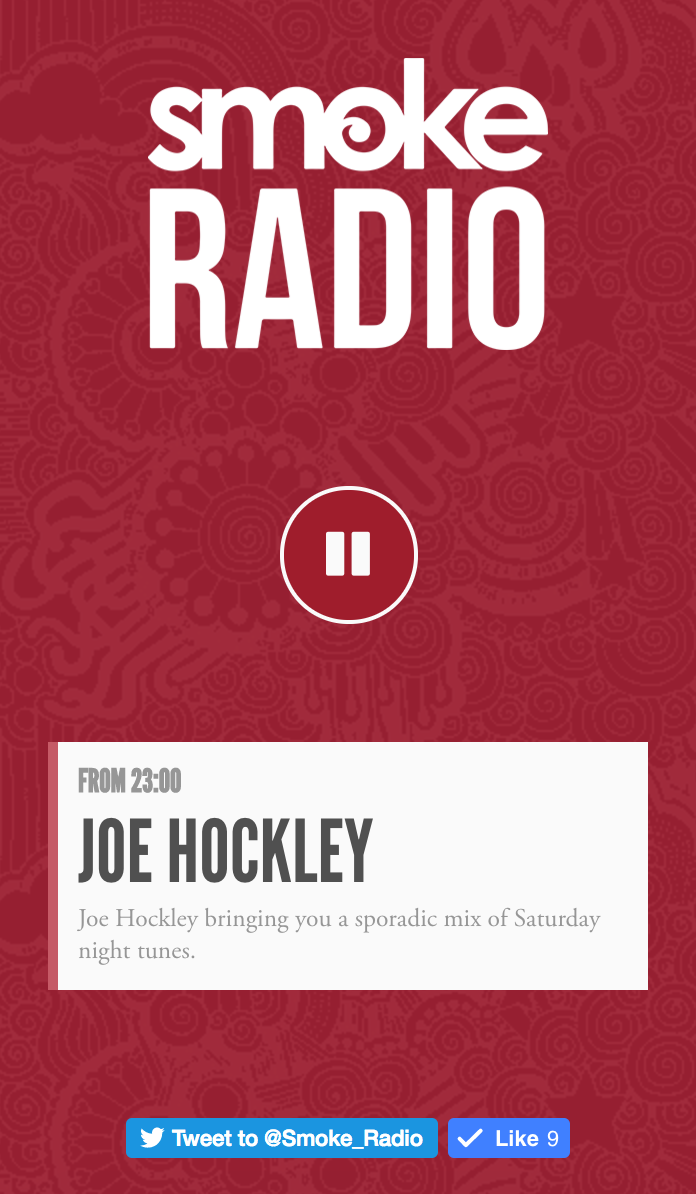 smoke
RADIO
FROM 23:00
JOE HOCKLEY
Joe Hockley bringing you a sporadic mix of Saturday
night tunes.
Tweet to @Smoke_Radio
Like 9